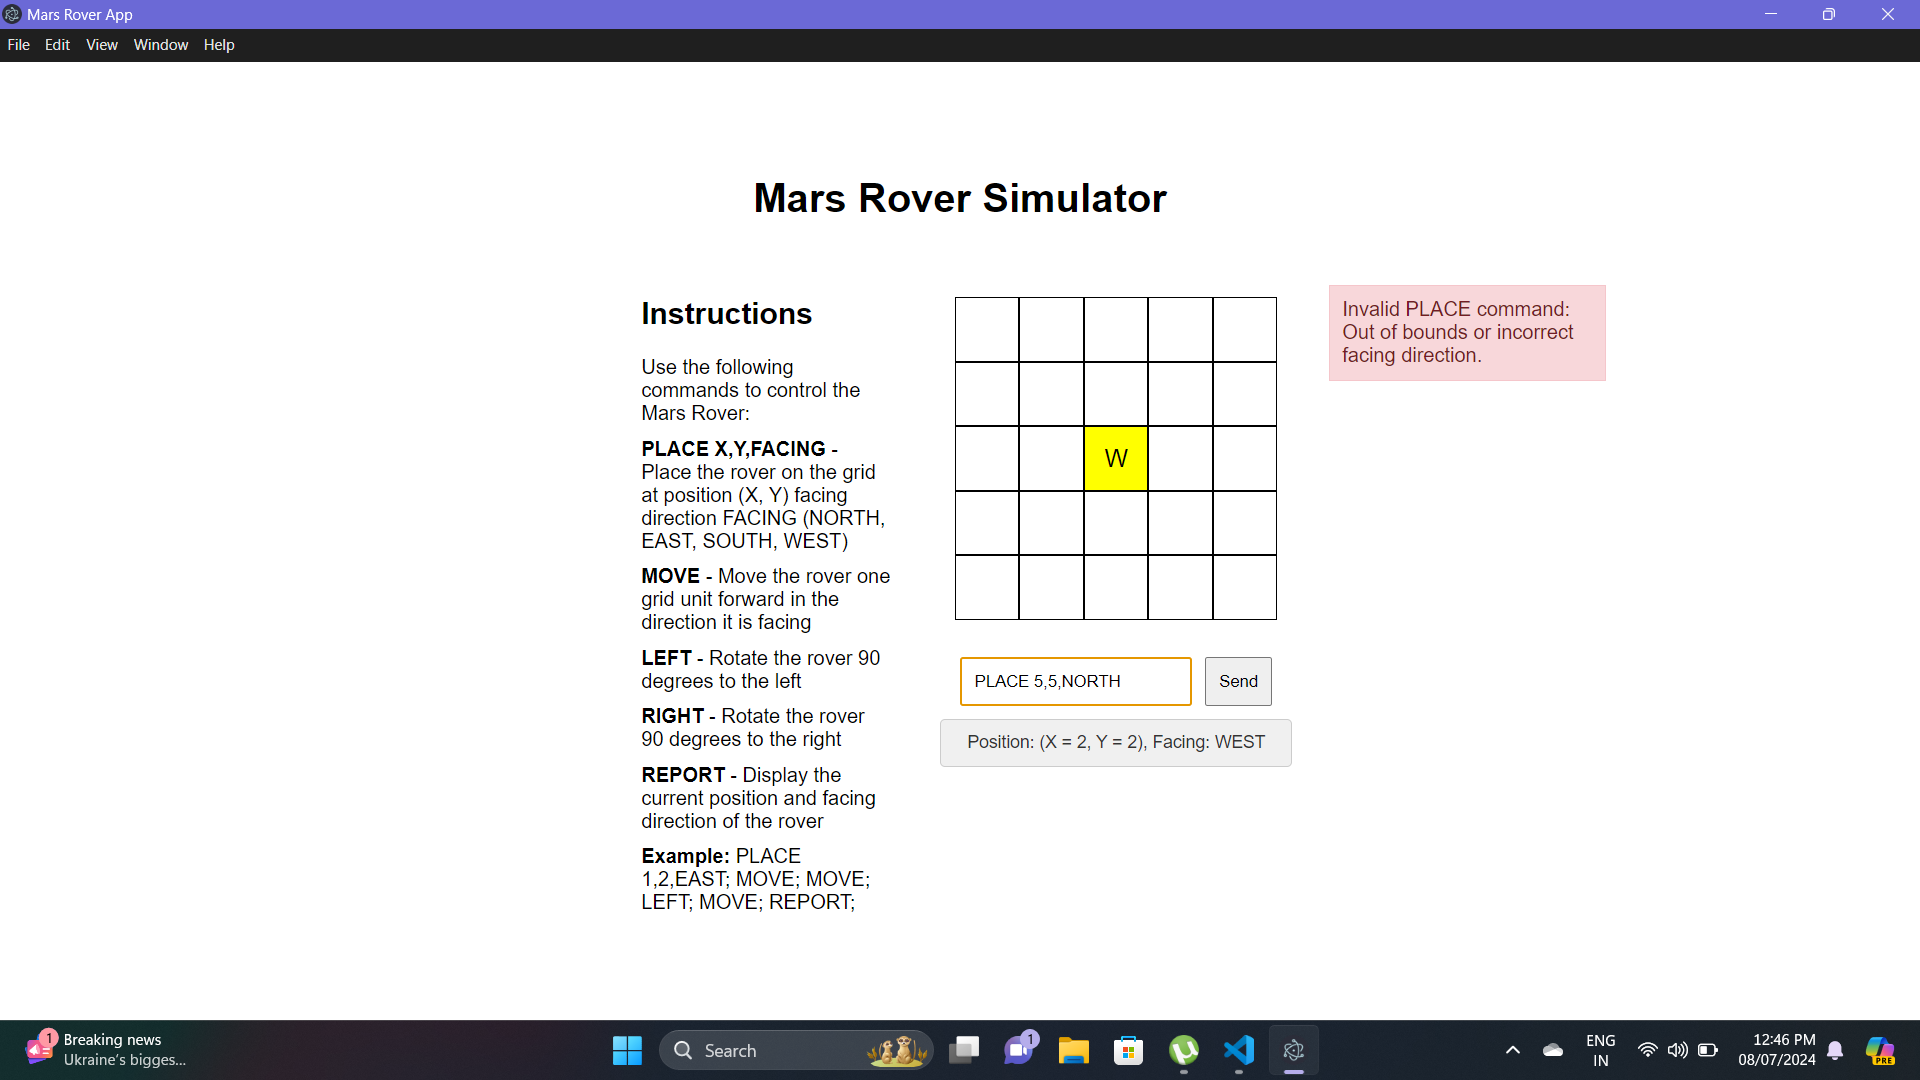 Mars Rover App
File Edit View Window Help
Mars Rover Simulator
Instructions
Use the following
commands to control the
Mars Rover:
PLACE X,Y,FACING -
Place the rover on the grid
at position (X, Y) facing
direction FACING (NORTH,
EAST, SOUTH, WEST)
MOVE - Move the rover one
grid unit forward in the
direction it is facing
LEFT - Rotate the rover 90
degrees to the left
RIGHT - Rotate the rover
90 degrees to the right
REPORT - Display the
current position and facing
direction of the rover
Example: PLACE
1,2,EAST; MOVE; MOVE;
LEFT; MOVE; REPORT;
W
PLACE 5,5,NORTH
Send
Position: (X = 2, Y = 2), Facing: WEST
Invalid PLACE command:
Out of bounds or incorrect
facing direction.
1
Breaking news
Ukraine's bigges...
Search
1
ENG
IN
12:46 PM
08/07/2024
PRE